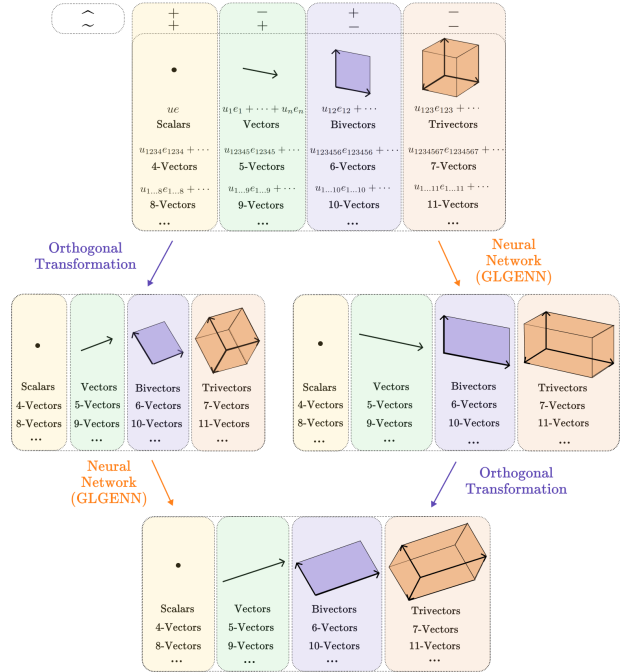 ^ + − + −
∼ + + − −
ue u₁e₁ + ⋯ + uₙeₙ u₁₂e₁₂ + ⋯ u₁₂₃e₁₂₃ + ⋯
Scalars Vectors Bivectors Trivectors
u₁₂₃₄e₁₂₃₄ + ⋯ u₁₂₃₄₅e₁₂₃₄₅ + ⋯ u₁₂₃₄₅₆e₁₂₃₄₅₆ + ⋯ u₁₂₃₄₅₆₇e₁₂₃₄₅₆₇ + ⋯
4-Vectors 5-Vectors 6-Vectors 7-Vectors
u₁...₈e₁...₈ + ⋯ u₁...₉e₁...₉ + ⋯ u₁...₁₀e₁...₁₀ + ⋯ u₁...₁₁e₁...₁₁ + ⋯
8-Vectors 9-Vectors 10-Vectors 11-Vectors
... ... ... ...
Orthogonal
Transformation
Neural
Network
(GLGENN)
Scalars Vectors Bivectors Trivectors
4-Vectors 5-Vectors 6-Vectors 7-Vectors
8-Vectors 9-Vectors 10-Vectors 11-Vectors
... ... ... ...
Scalars Vectors Bivectors Trivectors
4-Vectors 5-Vectors 6-Vectors 7-Vectors
8-Vectors 9-Vectors 10-Vectors 11-Vectors
... ... ... ...
Neural
Network
(GLGENN)
Orthogonal
Transformation
Scalars Vectors Bivectors Trivectors
4-Vectors 5-Vectors 6-Vectors 7-Vectors
8-Vectors 9-Vectors 10-Vectors 11-Vectors
... ... ... ...